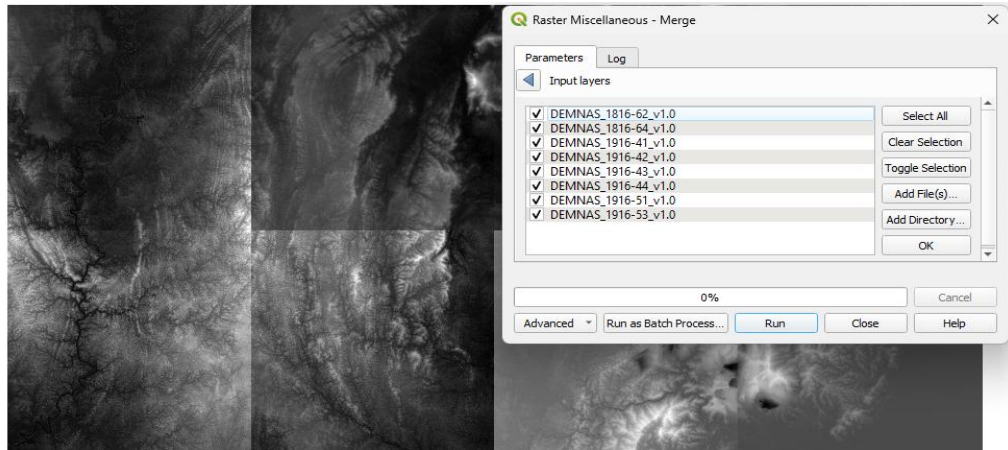 Raster Miscellaneous - Merge
Parameters Log
Input layers
DEMNAS_1816-62_v1.0
DEMNAS_1816-64_v1.0
DEMNAS_1916-41_v1.0
DEMNAS_1916-42_v1.0
DEMNAS_1916-43_v1.0
DEMNAS_1916-44_v1.0
DEMNAS_1916-51_v1.0
DEMNAS_1916-53_v1.0
Select All
Clear Selection
Toggle Selection
Add File(s)...
Add Directory...
OK
0%
Cancel
Advanced Run as Batch Process... Run Close Help